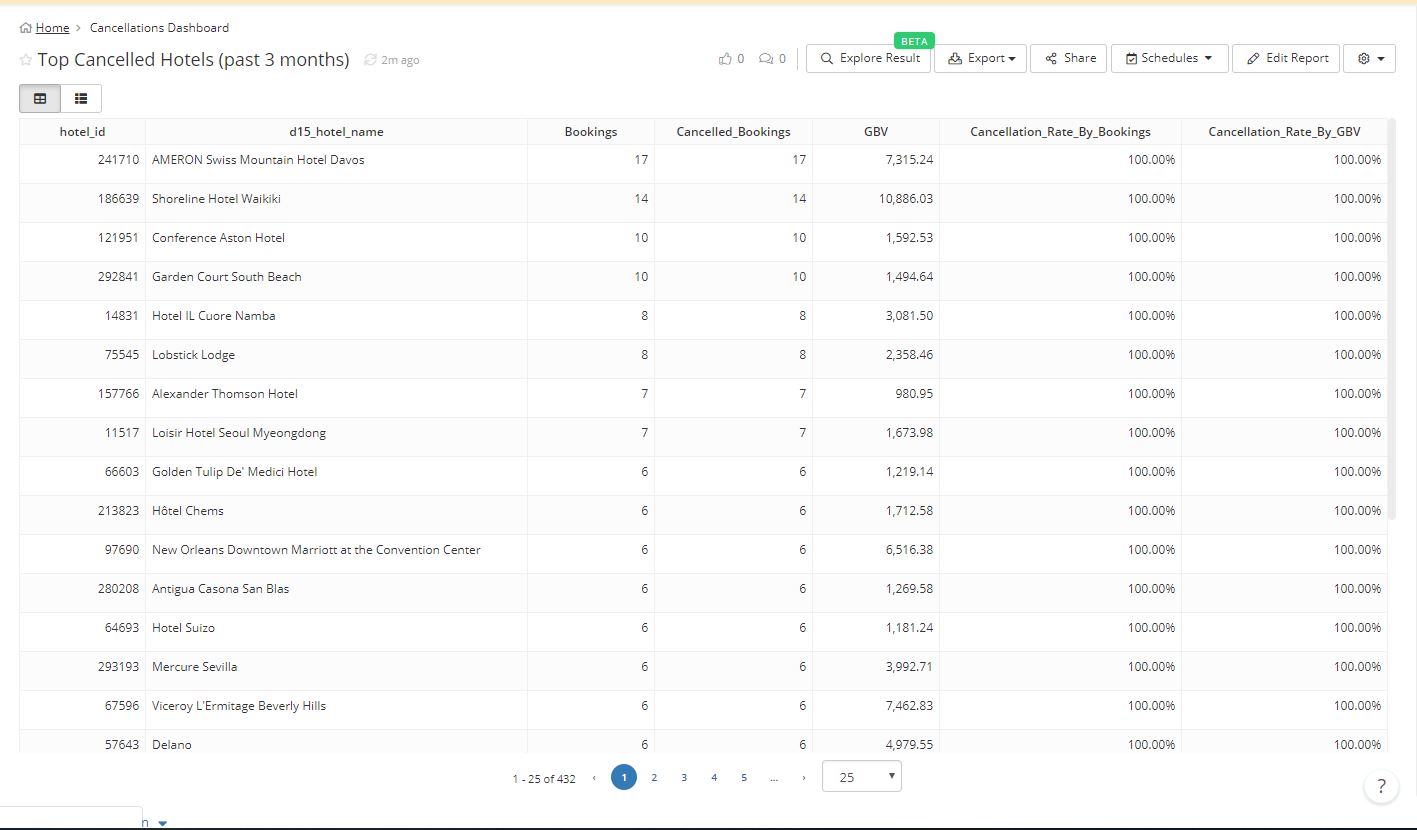 Home > Cancellations Dashboard
BETA
Top Cancelled Hotels (past 3 months) 2m ago 0 0 Explore Result Export Share Schedules Edit Report
hotel_id d15_hotel_name Bookings Cancelled_Bookings GBV Cancellation_Rate_By_Bookings Cancellation_Rate_By_GBV
241710 AMERON Swiss Mountain Hotel Davos 17 17 7,315.24 100.00% 100.00%
186639 Shoreline Hotel Waikiki 14 14 10,886.03 100.00% 100.00%
121951 Conference Aston Hotel 10 10 1,592.53 100.00% 100.00%
292841 Garden Court South Beach 10 10 1,494.64 100.00% 100.00%
14831 Hotel IL Cuore Namba 8 8 3,081.50 100.00% 100.00%
75545 Lobstick Lodge 8 8 2,358.46 100.00% 100.00%
157766 Alexander Thomson Hotel 7 7 980.95 100.00% 100.00%
11517 Loisir Hotel Seoul Myeongdong 7 7 1,673.98 100.00% 100.00%
66603 Golden Tulip De' Medici Hotel 6 6 1,219.14 100.00% 100.00%
213823 Hôtel Chems 6 6 1,712.58 100.00% 100.00%
97690 New Orleans Downtown Marriott at the Convention Center 6 6 6,516.38 100.00% 100.00%
280208 Antigua Casona San Blas 6 6 1,269.58 100.00% 100.00%
64693 Hotel Suizo 6 6 1,181.24 100.00% 100.00%
293193 Mercure Sevilla 6 6 3,992.71 100.00% 100.00%
67596 Viceroy L'Ermitage Beverly Hills 6 6 7,462.83 100.00% 100.00%
57643 Delano 6 6 4,979.55 100.00% 100.00%
1 - 25 of 432 ‹ 1 2 3 4 5 ... › 25
?
n